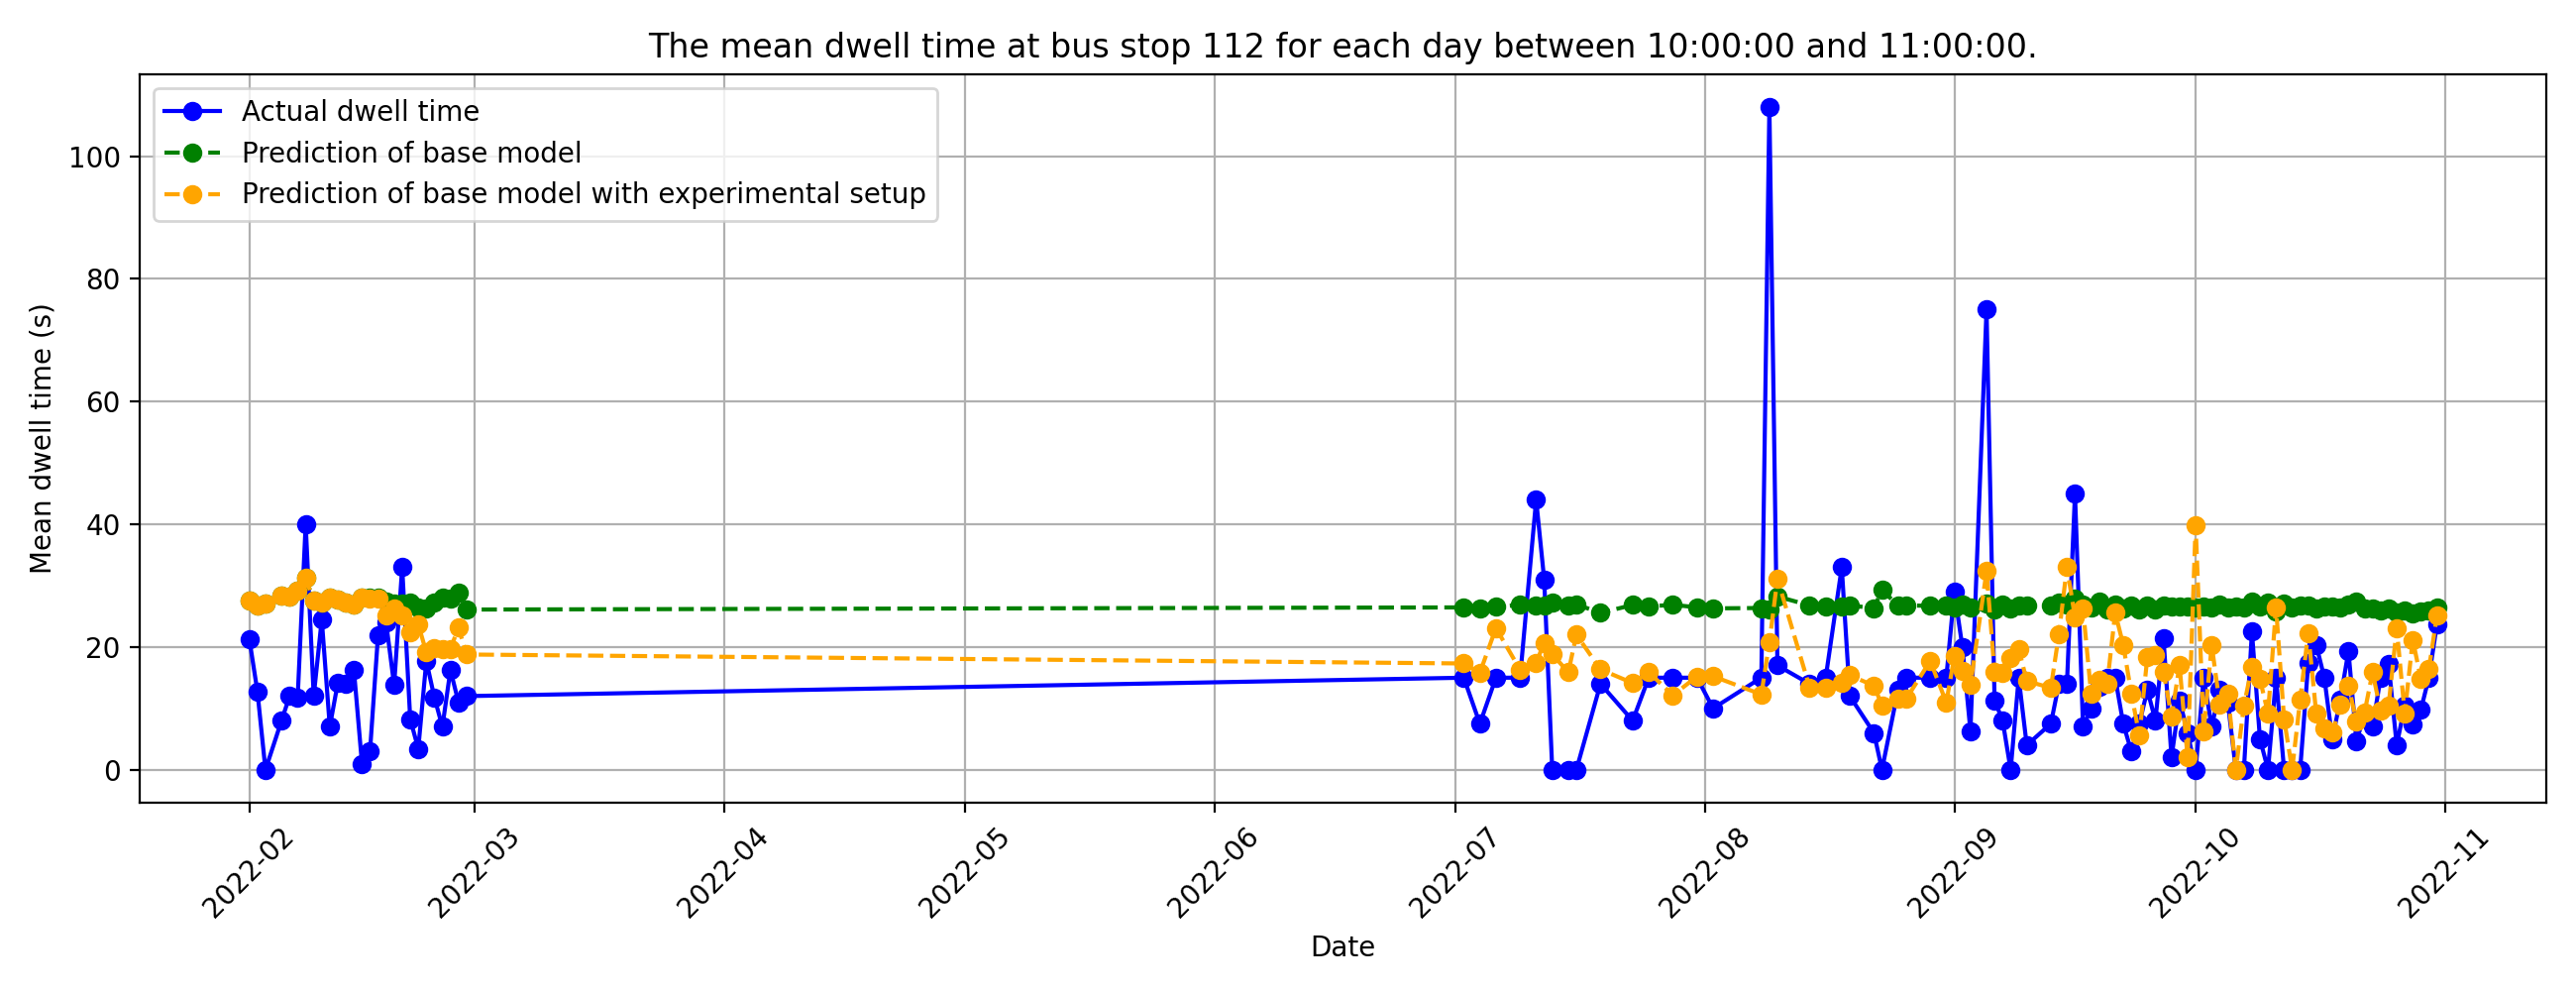 The mean dwell time at bus stop 112 for each day between 10:00:00 and 11:00:00.
Actual dwell time
Prediction of base model
Prediction of base model with experimental setup
Mean dwell time (s)
100
80
60
40
20
0
2022-02
2022-03
2022-04
2022-05
2022-06
2022-07
2022-08
2022-09
2022-10
2022-11
Date